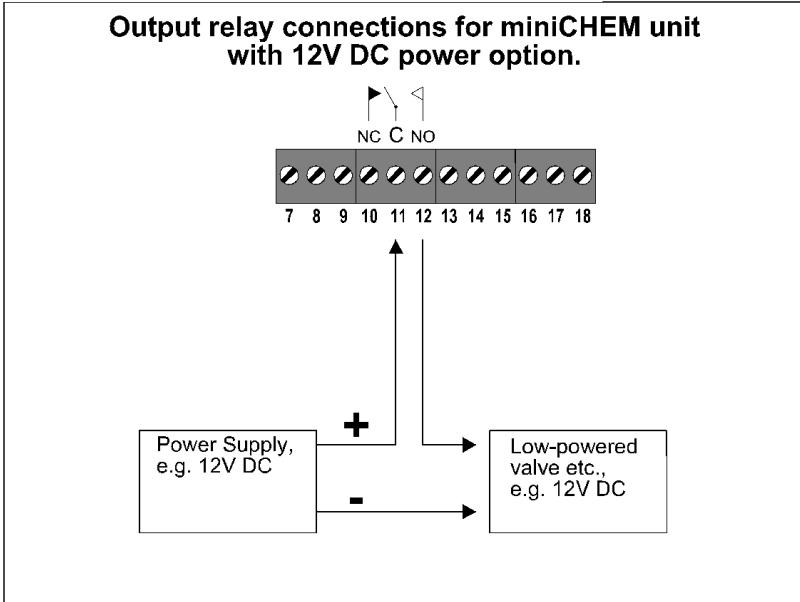 Output relay connections for miniCHEM unit
with 12V DC power option.
NC C NO
7 8 9 10 11 12 13 14 15 16 17 18
+
Power Supply,
e.g. 12V DC
-
Low-powered
valve etc.,
e.g. 12V DC